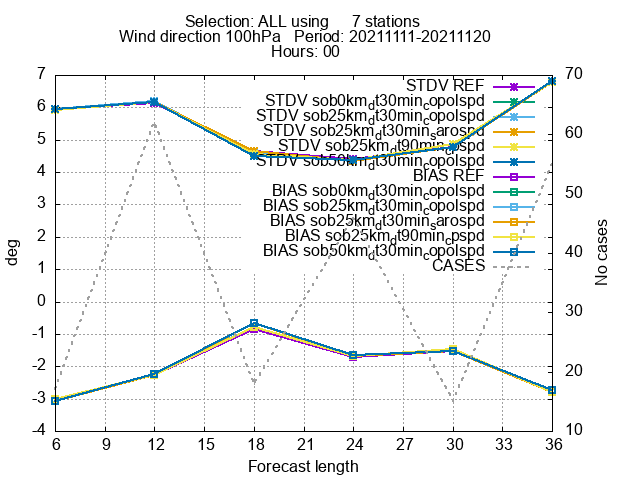 Selection: ALL using 7 stations
Wind direction 100hPa Period: 20211111-20211120
Hours: 00
7 70
STDV REF
STDV sob0km_dt30min_copolspd
6
STDV sob25km_dt30min_copolspd
STDV sob25km_dt30min_sarospd
60
5
STDV sob25km_dt90min_cpspd
STDV sob50km_dt30min_copolspd
4
BIAS REF
BIAS sob0km_dt30min_copolspd
50
3
BIAS sob25km_dt30min_copolspd
BIAS sob25km_dt30min_sarospd
2
BIAS sob25km_dt90min_cpspd
BIAS sob50km_dt30min_copolspd
40
1
CASES
deg
No cases
0
30
-1
-2
20
-3
-4 10
6 9 12 15 18 21 24 27 30 33 36
Forecast length